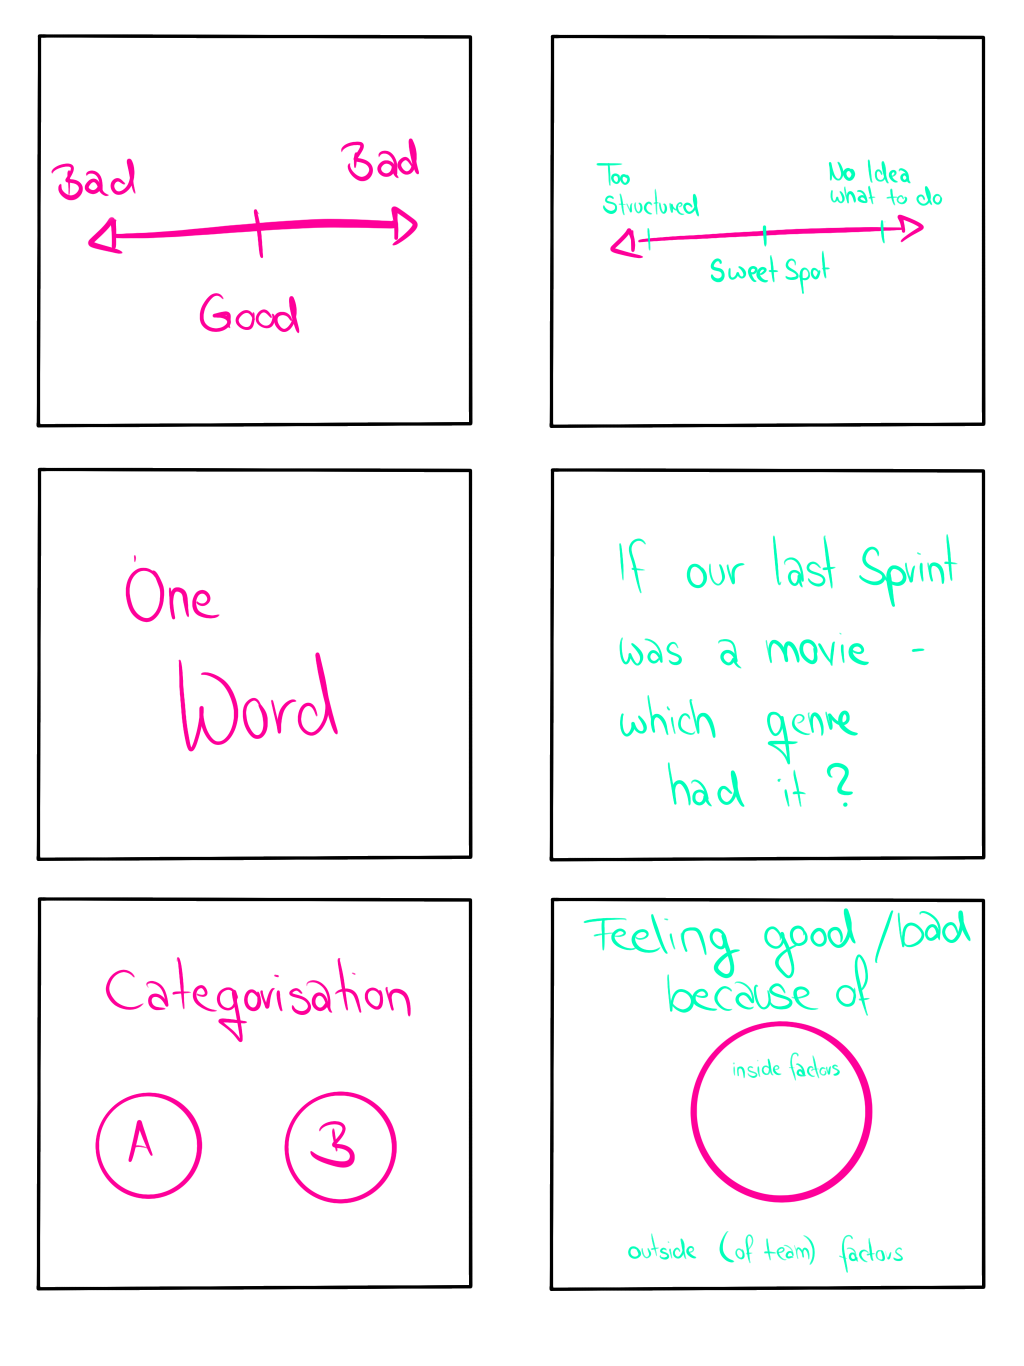 Bad
Bad
Good
Too
Structured
No Idea
what to do
Sweet Spot
One
Word
If our last Sprint
was a movie -
which genre
had it?
Categorisation
A
B
Feeling good/bad
because of
inside factors
outside (of team) factors